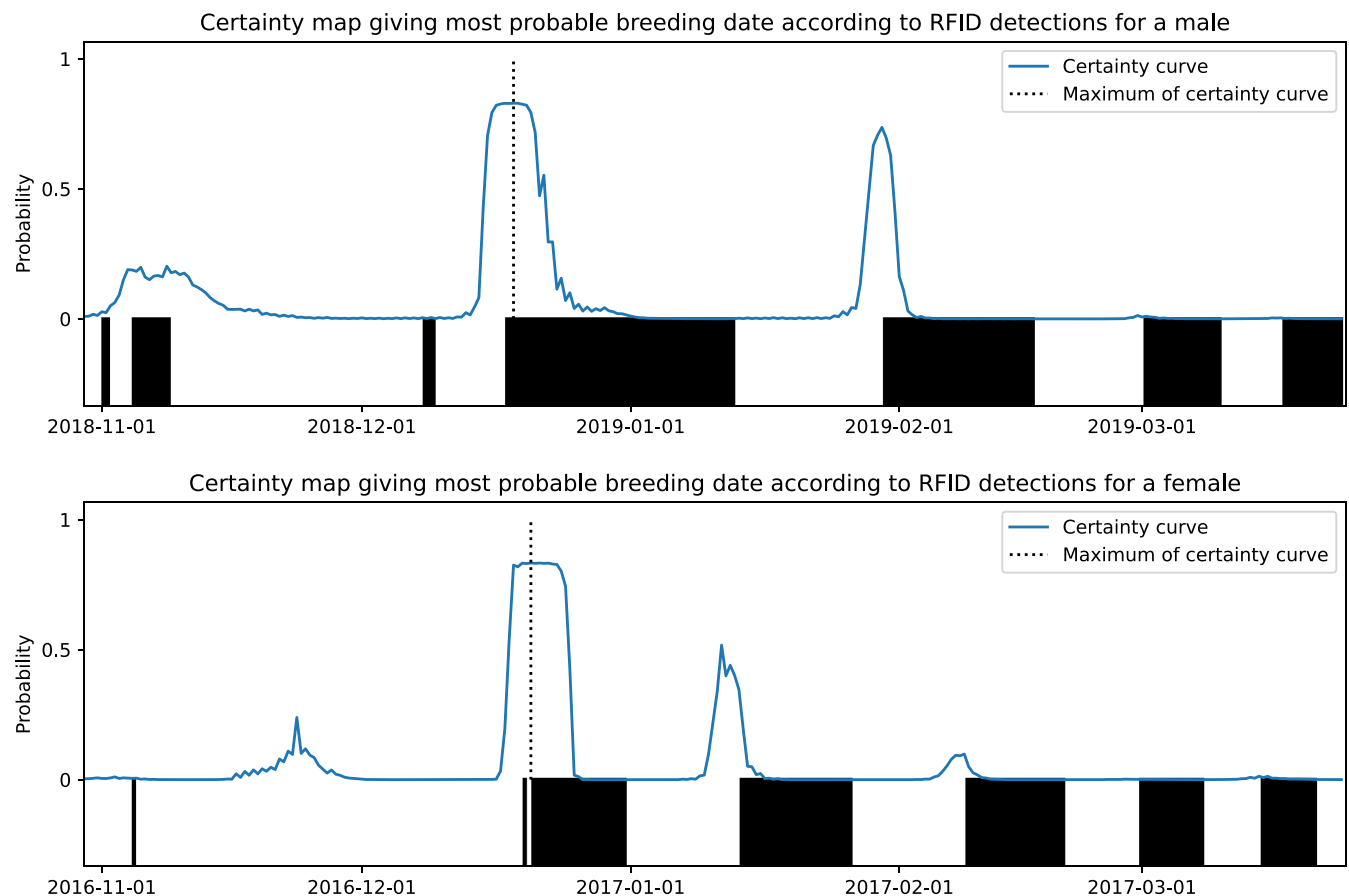 Certainty map giving most probable breeding date according to RFID detections for a male
Certainty curve
Maximum of certainty curve
Probability
1
0.5
0
2018-11-01 2018-12-01 2019-01-01 2019-02-01 2019-03-01
Certainty map giving most probable breeding date according to RFID detections for a female
Certainty curve
Maximum of certainty curve
Probability
1
0.5
0
2016-11-01 2016-12-01 2017-01-01 2017-02-01 2017-03-01